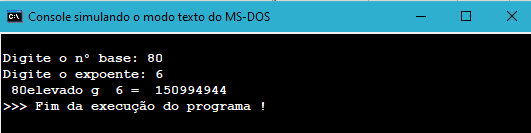 Console simulando o modo texto do MS-DOS
Digite o nº base: 80
Digite o expoente: 6
80elevado g  6 =  150994944
>>> Fim da execução do programa !